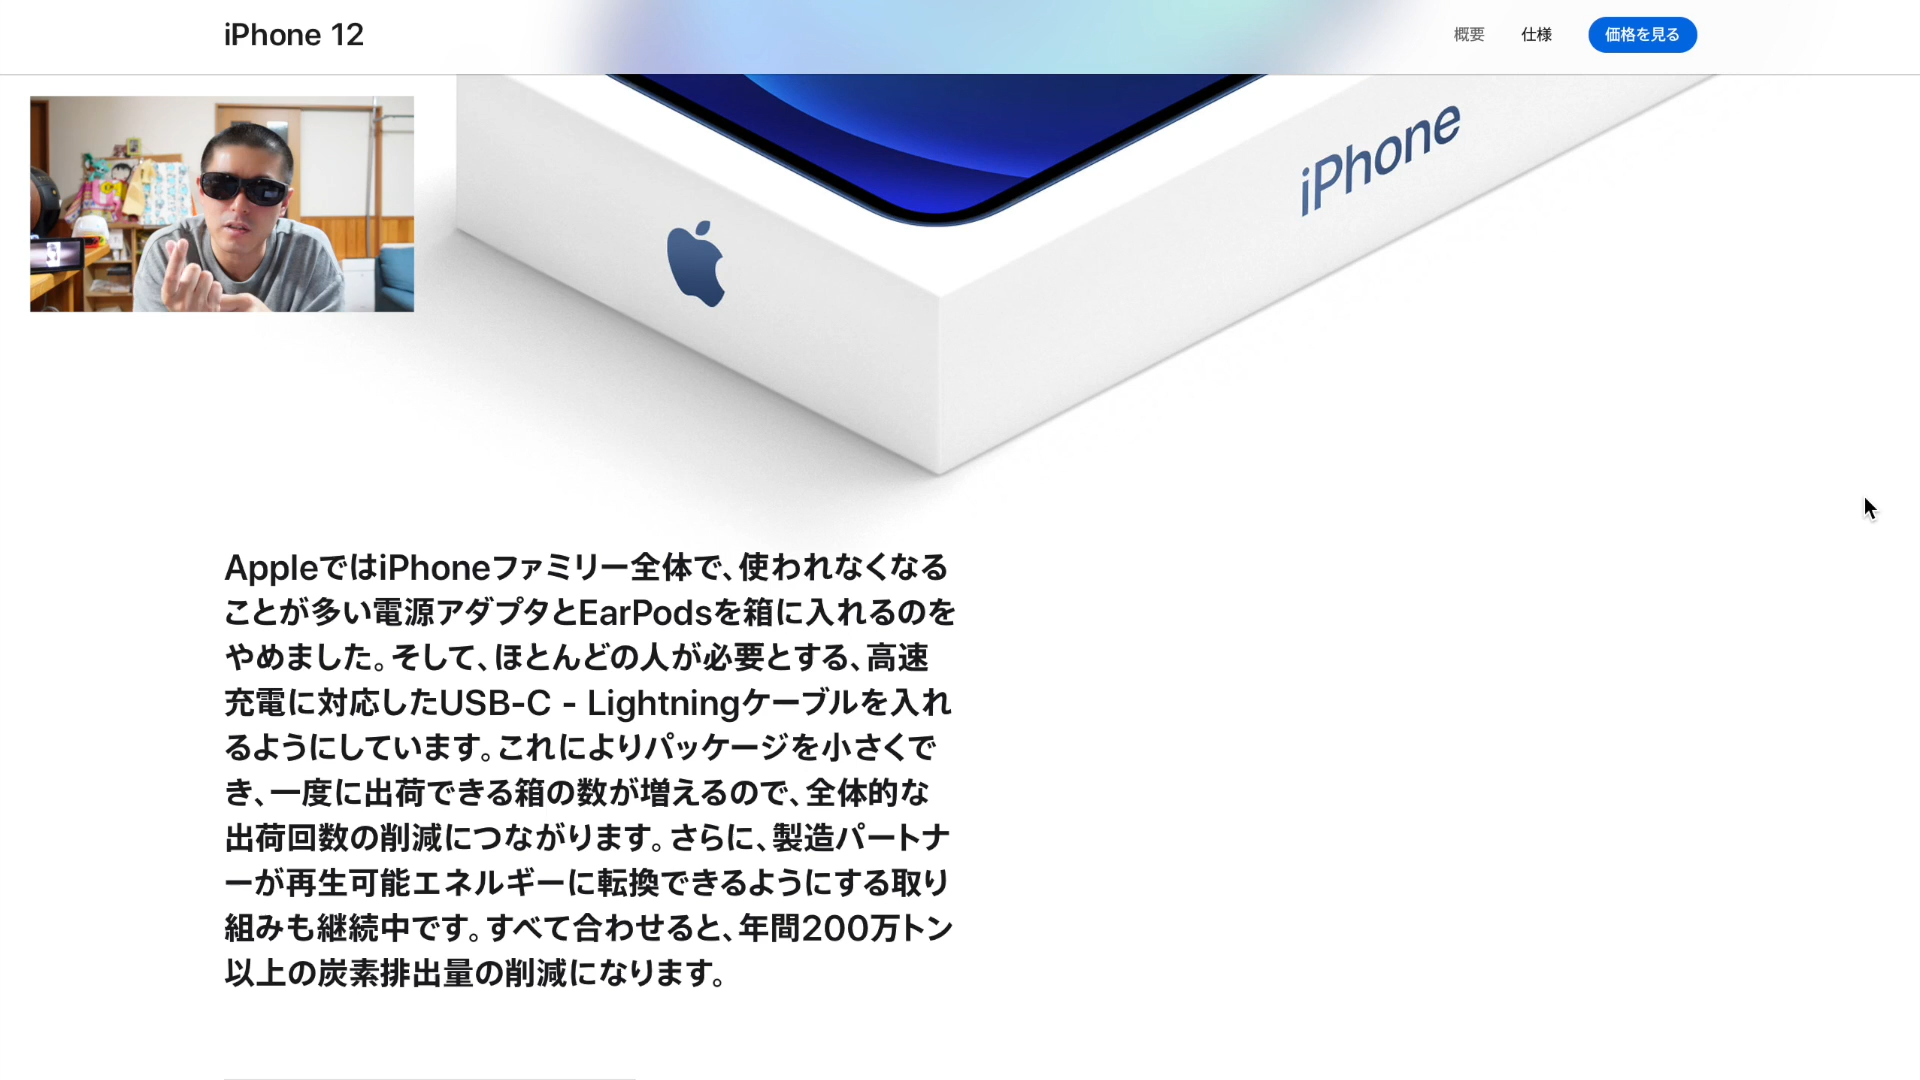 iPhone 12
概要
仕様
価格を見る
iPhone
AppleではiPhoneファミリー全体で、使われなくなる
ことが多い電源アダプタとEarPodsを箱に入れるのを
やめました。そして、ほとんどの人が必要とする、高速
充電に対応したUSB-C - Lightningケーブルを入れ
るようにしています。これによりパッケージを小さくで
き、一度に出荷できる箱の数が増えるので、全体的な
出荷回数の削減につながります。さらに、製造パートナ
ーが再生可能エネルギーに転換できるようにする取り
組みも継続中です。すべて合わせると、年間200万トン
以上の炭素排出量の削減になります。